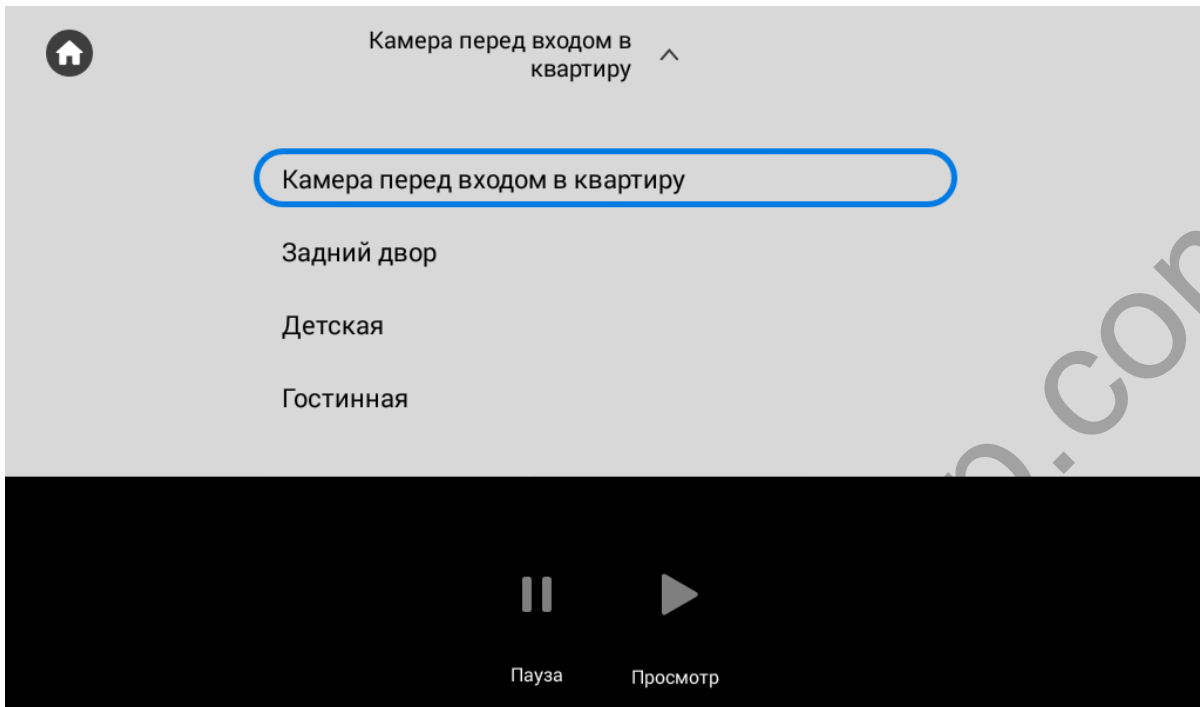 Камера перед входом в
квартиру
Камера перед входом в квартиру
Задний двор
Детская
Гостинная
Пауза
Просмотр